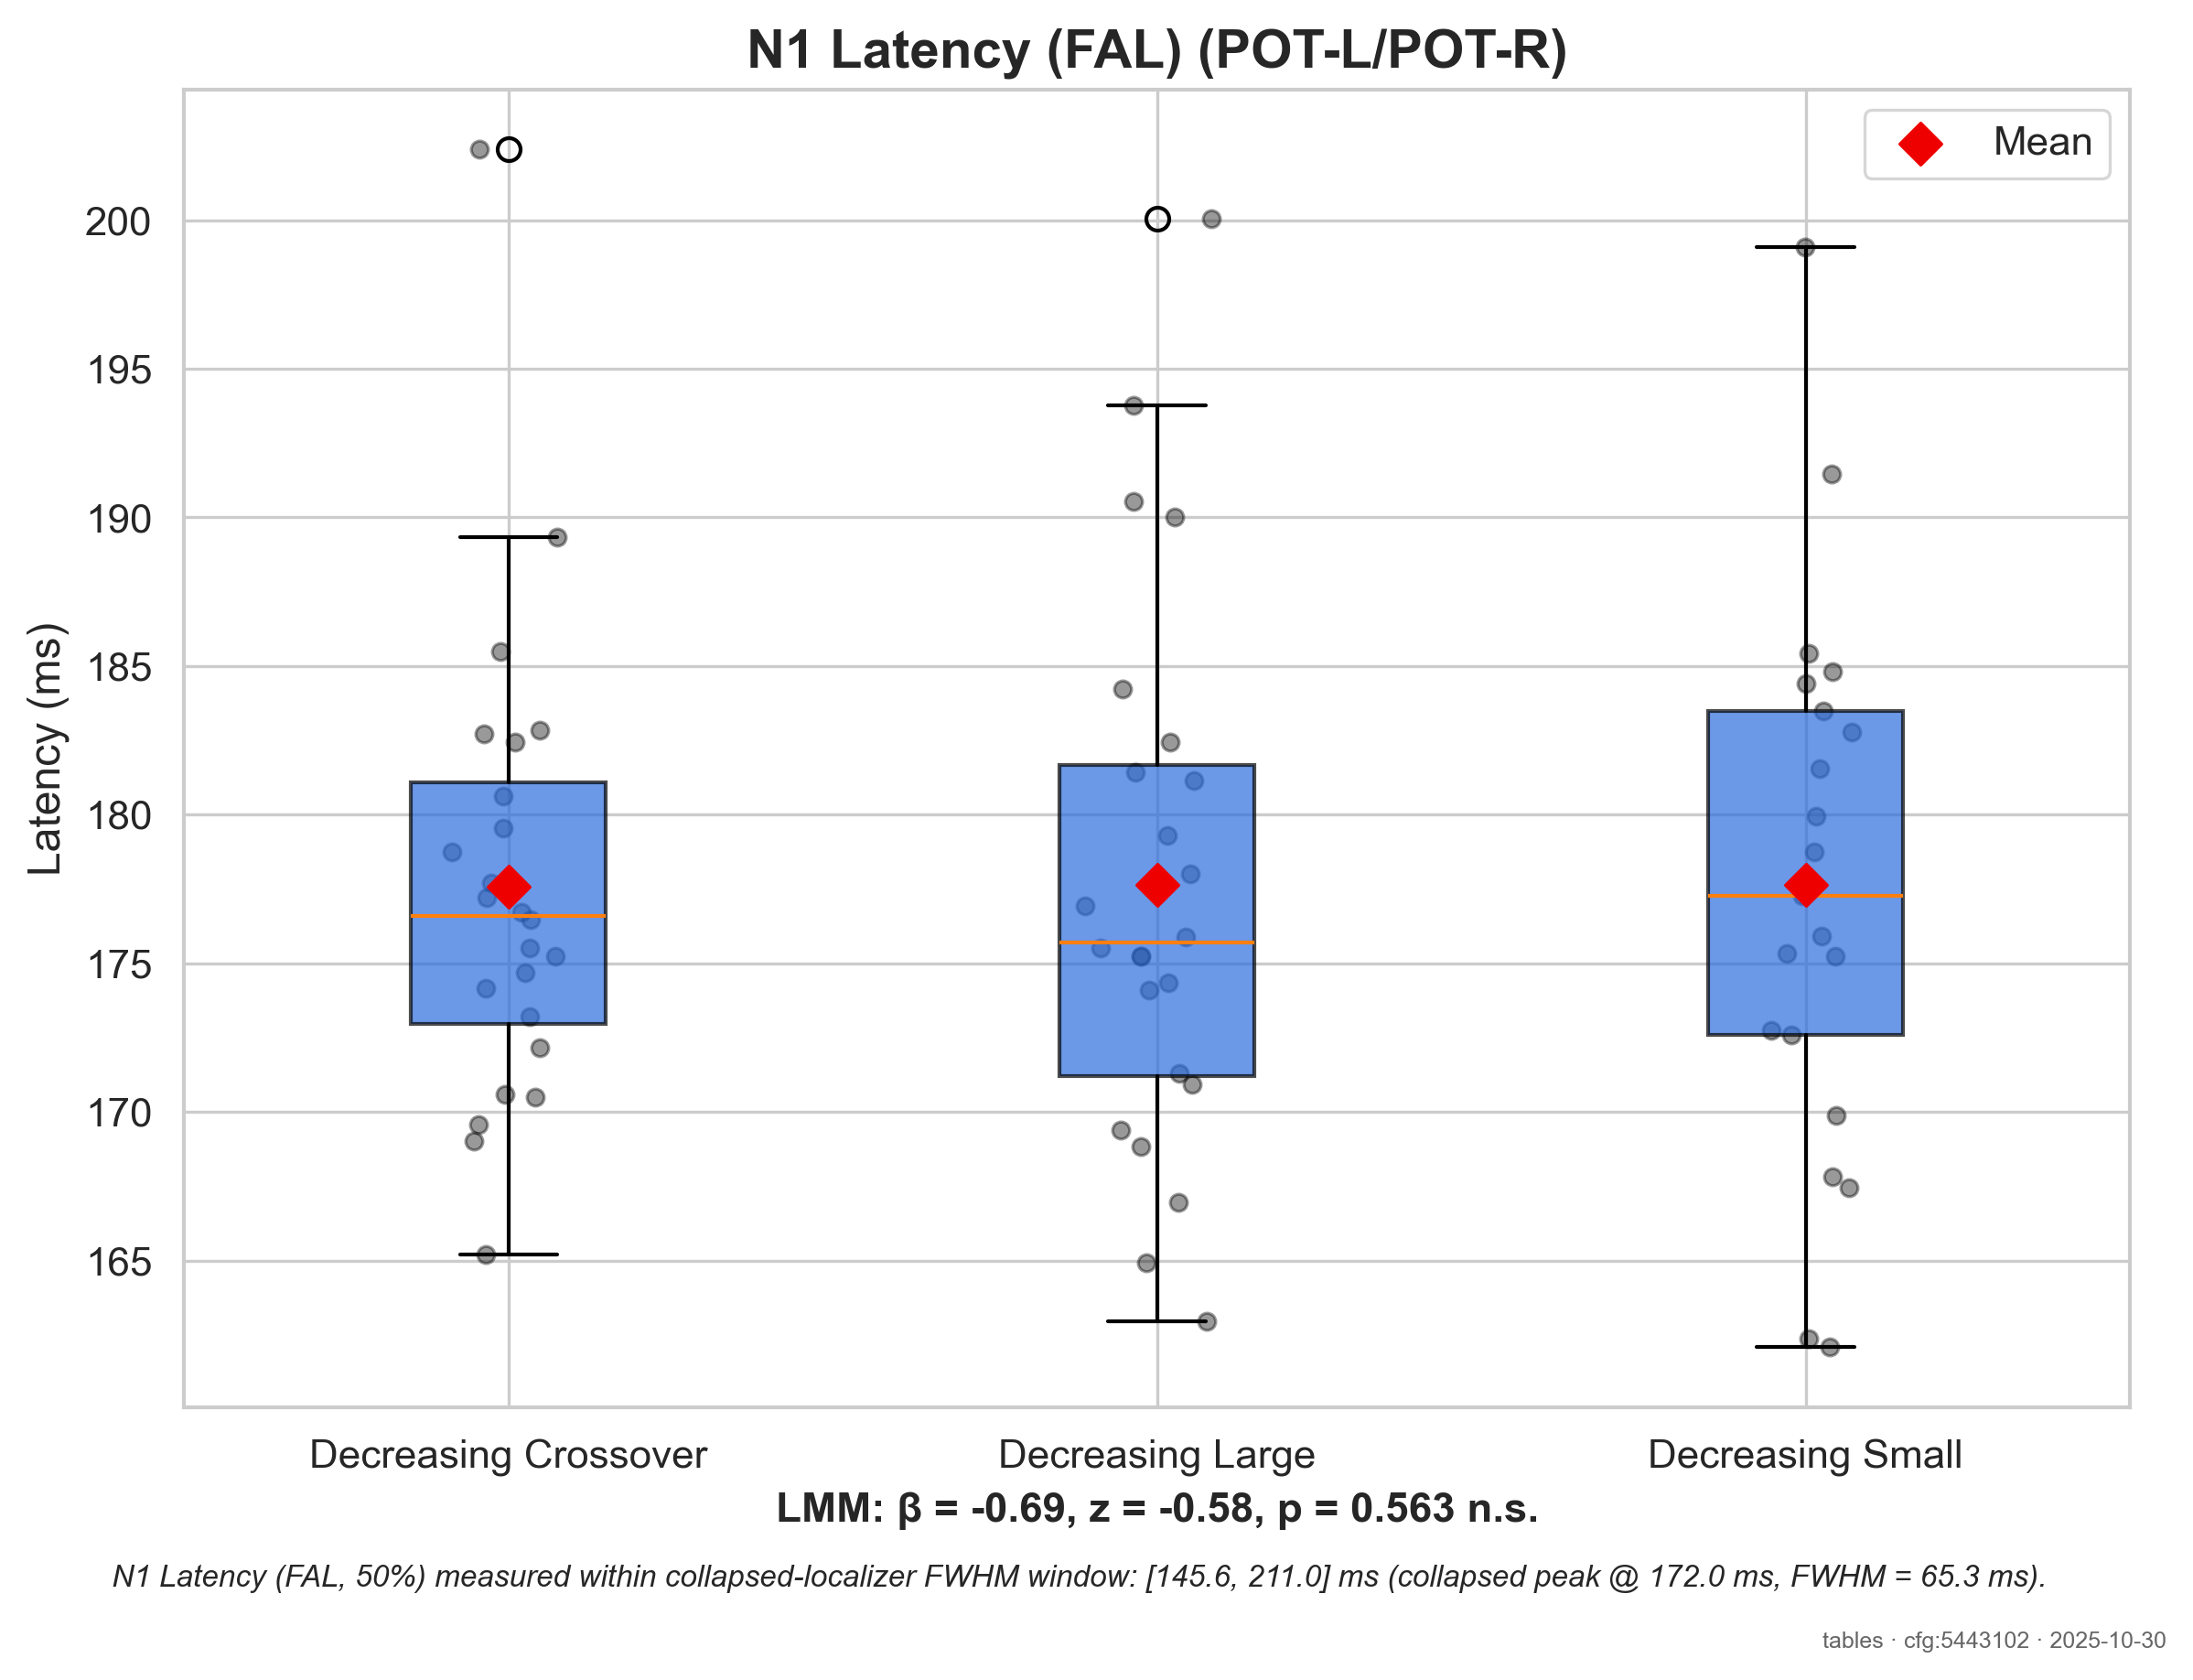 N1 Latency (FAL) (POT-L/POT-R)
Mean
Latency (ms)
200
195
190
185
180
175
170
165
Decreasing Crossover
Decreasing Large
Decreasing Small
LMM: β = -0.69, z = -0.58, p = 0.563 n.s.
N1 Latency (FAL, 50%) measured within collapsed-localizer FWHM window: [145.6, 211.0] ms (collapsed peak @ 172.0 ms, FWHM = 65.3 ms).
tables · cfg:5443102 · 2025-10-30